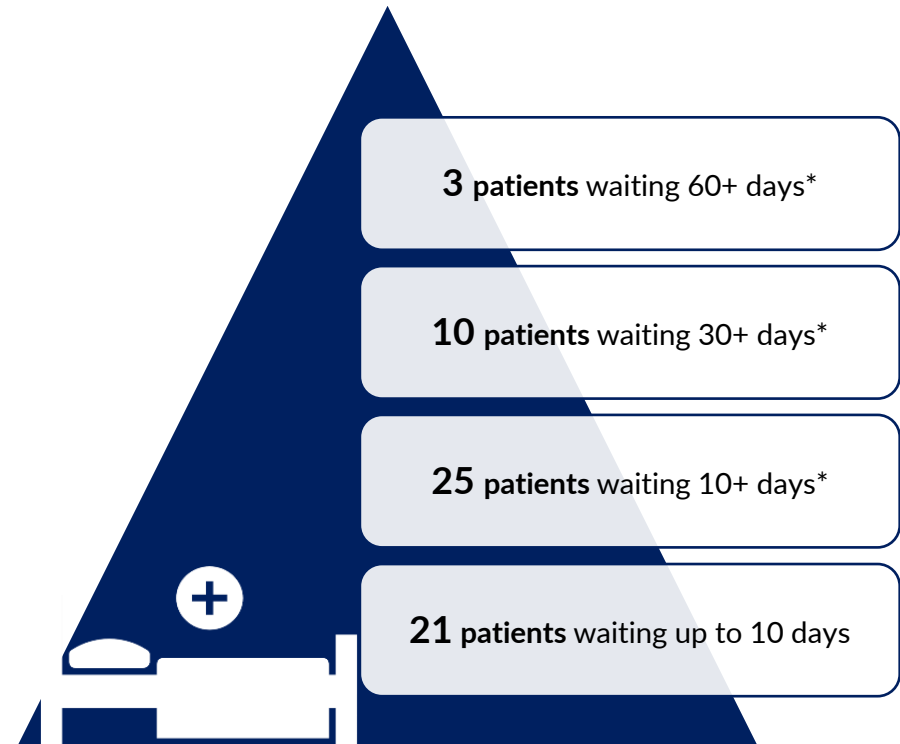 3 patients waiting 60+ days*
10 patients waiting 30+ days*
25 patients waiting 10+ days*
21 patients waiting up to 10 days